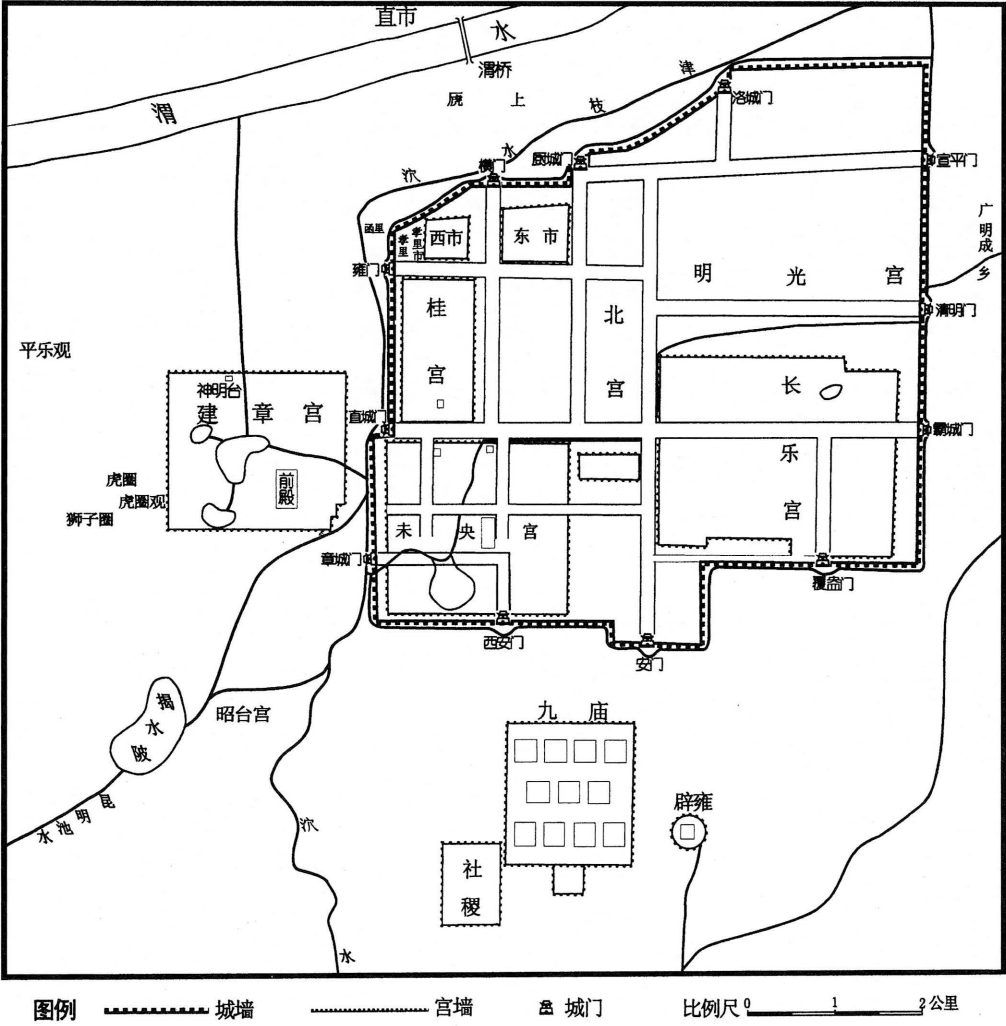 直市
渭水
渭桥
庑上
沇水枝津
洛城门
横门
厨城门
宣平门
函里
孝里
孝里市
西市
东市
广明成乡
雍门
明光宫
桂宫
北宫
清明门
平乐观
神明台
建章宫
直城门
长乐宫
霸城门
前殿
虎圈
虎圈观
狮子圈
未央宫
章城门
覆盎门
西安门
安门
揭水陂
昭台宫
昆明池水
九庙
辟雍
沇水
社稷
图例 城墙 宫墙 城门 比例尺 0 1 2公里